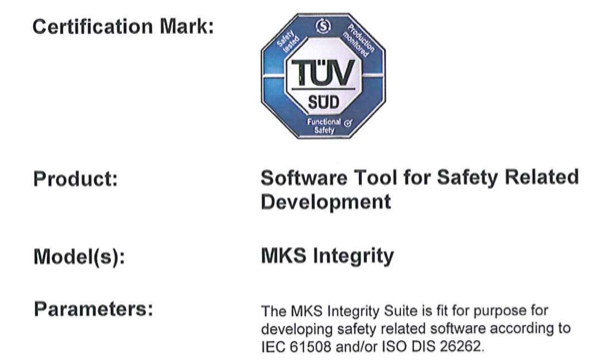 Certification Mark:
Safety tested
S
Production monitored
TÜV
SÜD
Functional
Safety
Product:
Software Tool for Safety Related
Development
Model(s):
MKS Integrity
Parameters:
The MKS Integrity Suite is fit for purpose for
developing safety related software according to
IEC 61508 and/or ISO DIS 26262.